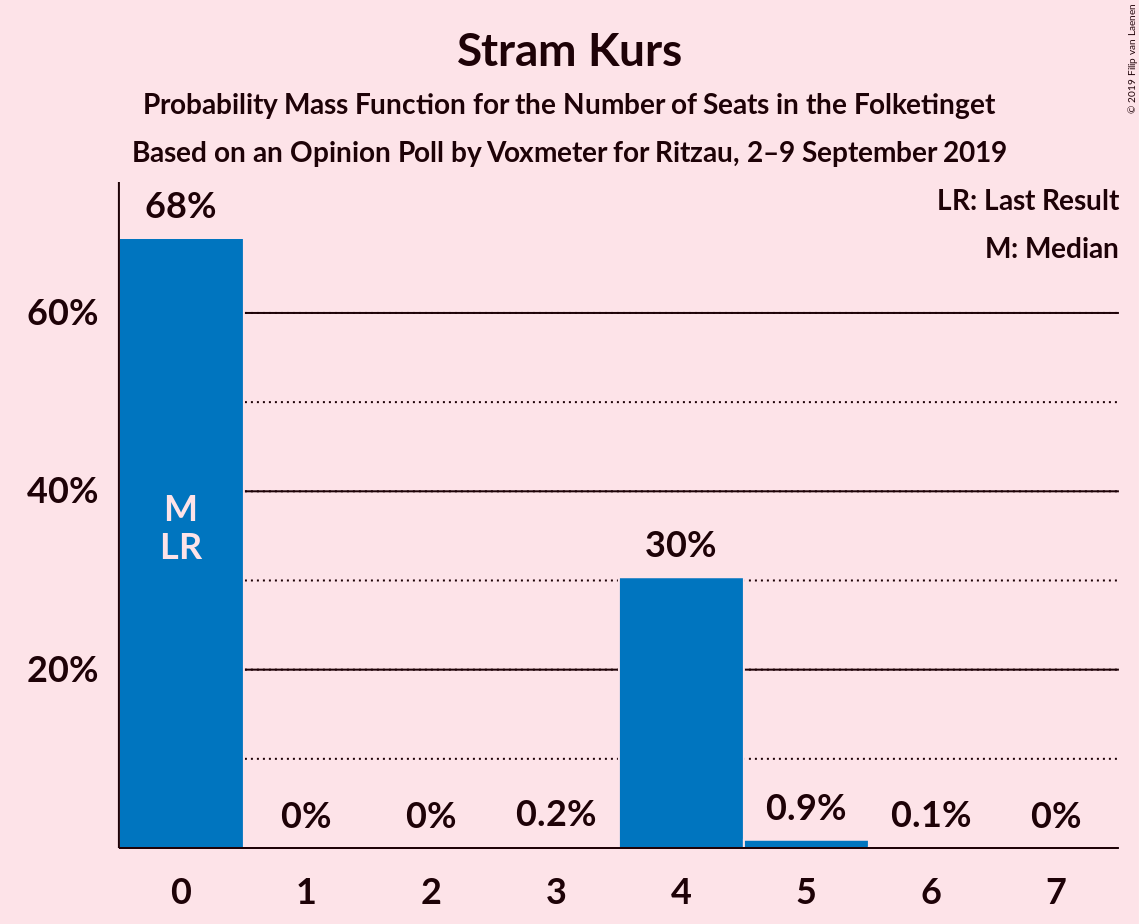 Stram Kurs
Probability Mass Function for the Number of Seats in the Folketinget
Based on an Opinion Poll by Voxmeter for Ritzau, 2–9 September 2019
© 2019 Filip van Laenen
LR: Last Result
M: Median
68%
60%
40%
20%
M
LR
0%
0%
0.2%
30%
0.9%
0.1%
0%
0 1 2 3 4 5 6 7